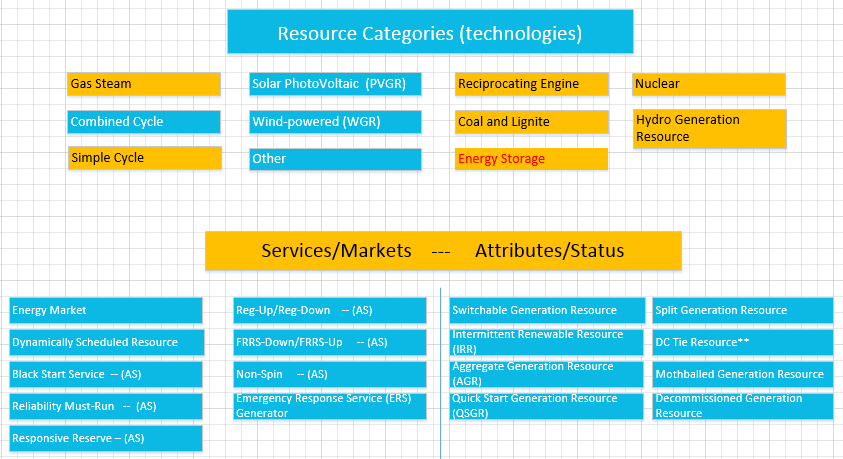 Resource Categories (technologies)
Gas Steam
Solar PhotoVoltaic (PVGR)
Reciprocating Engine
Nuclear
Combined Cycle
Wind-powered (WGR)
Coal and Lignite
Hydro Generation
Resource
Simple Cycle
Other
Energy Storage
Services/Markets --- Attributes/Status
Energy Market
Reg-Up/Reg-Down -- (AS)
Switchable Generation Resource
Split Generation Resource
Dynamically Scheduled Resource
FRRS-Down/FRRS-Up -- (AS)
Intermittent Renewable Resource
(IRR)
DC Tie Resource**
Black Start Service -- (AS)
Non-Spin -- (AS)
Aggregate Generation Resource
(AGR)
Mothballed Generation Resource
Reliability Must-Run -- (AS)
Emergency Response Service (ERS)
Generator
Quick Start Generation Resource
(QSGR)
Decommissioned Generation
Resource
Responsive Reserve – (AS)